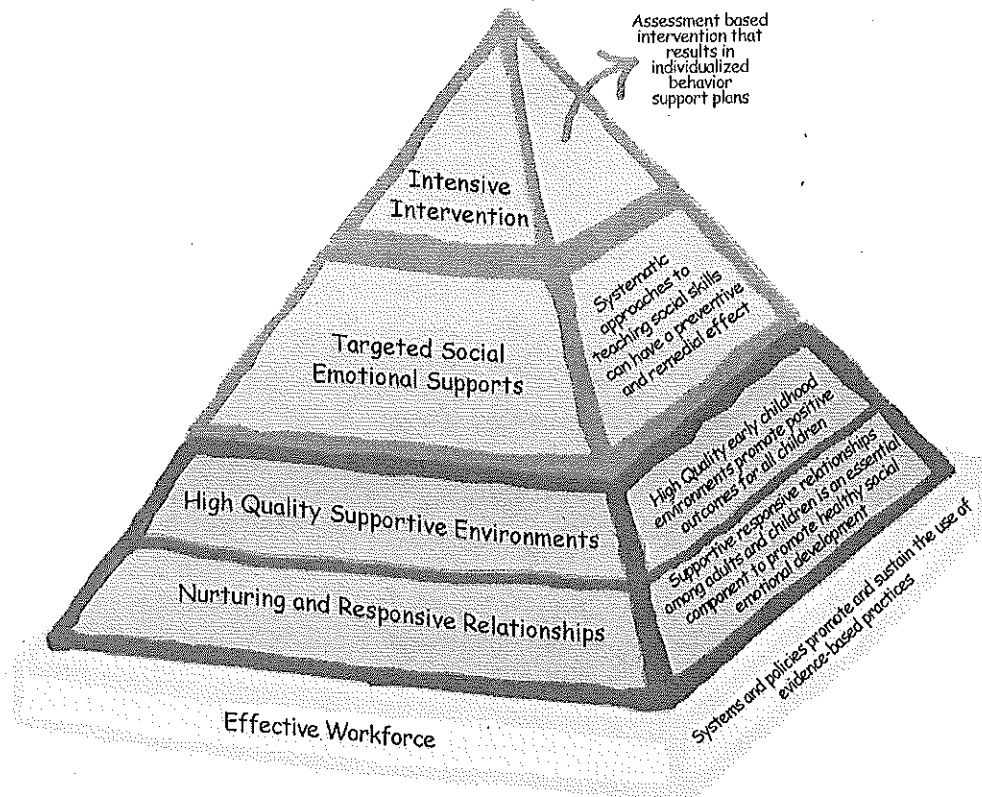 Assessment based
intervention that
results in
individualized
behavior
support plans
Intensive
Intervention
Systematic
approaches to
teaching social skills
can have a preventive
and remedial effect
Targeted Social
Emotional Supports
High Quality early childhood
environments promote positive
outcomes for all children
High Quality Supportive Environments
Supportive responsive relationships
among adults and children is an essential
component to promote healthy social
emotional development
Nurturing and Responsive Relationships
Systems and policies promote and sustain the use of
evidence-based practices
Effective Workforce